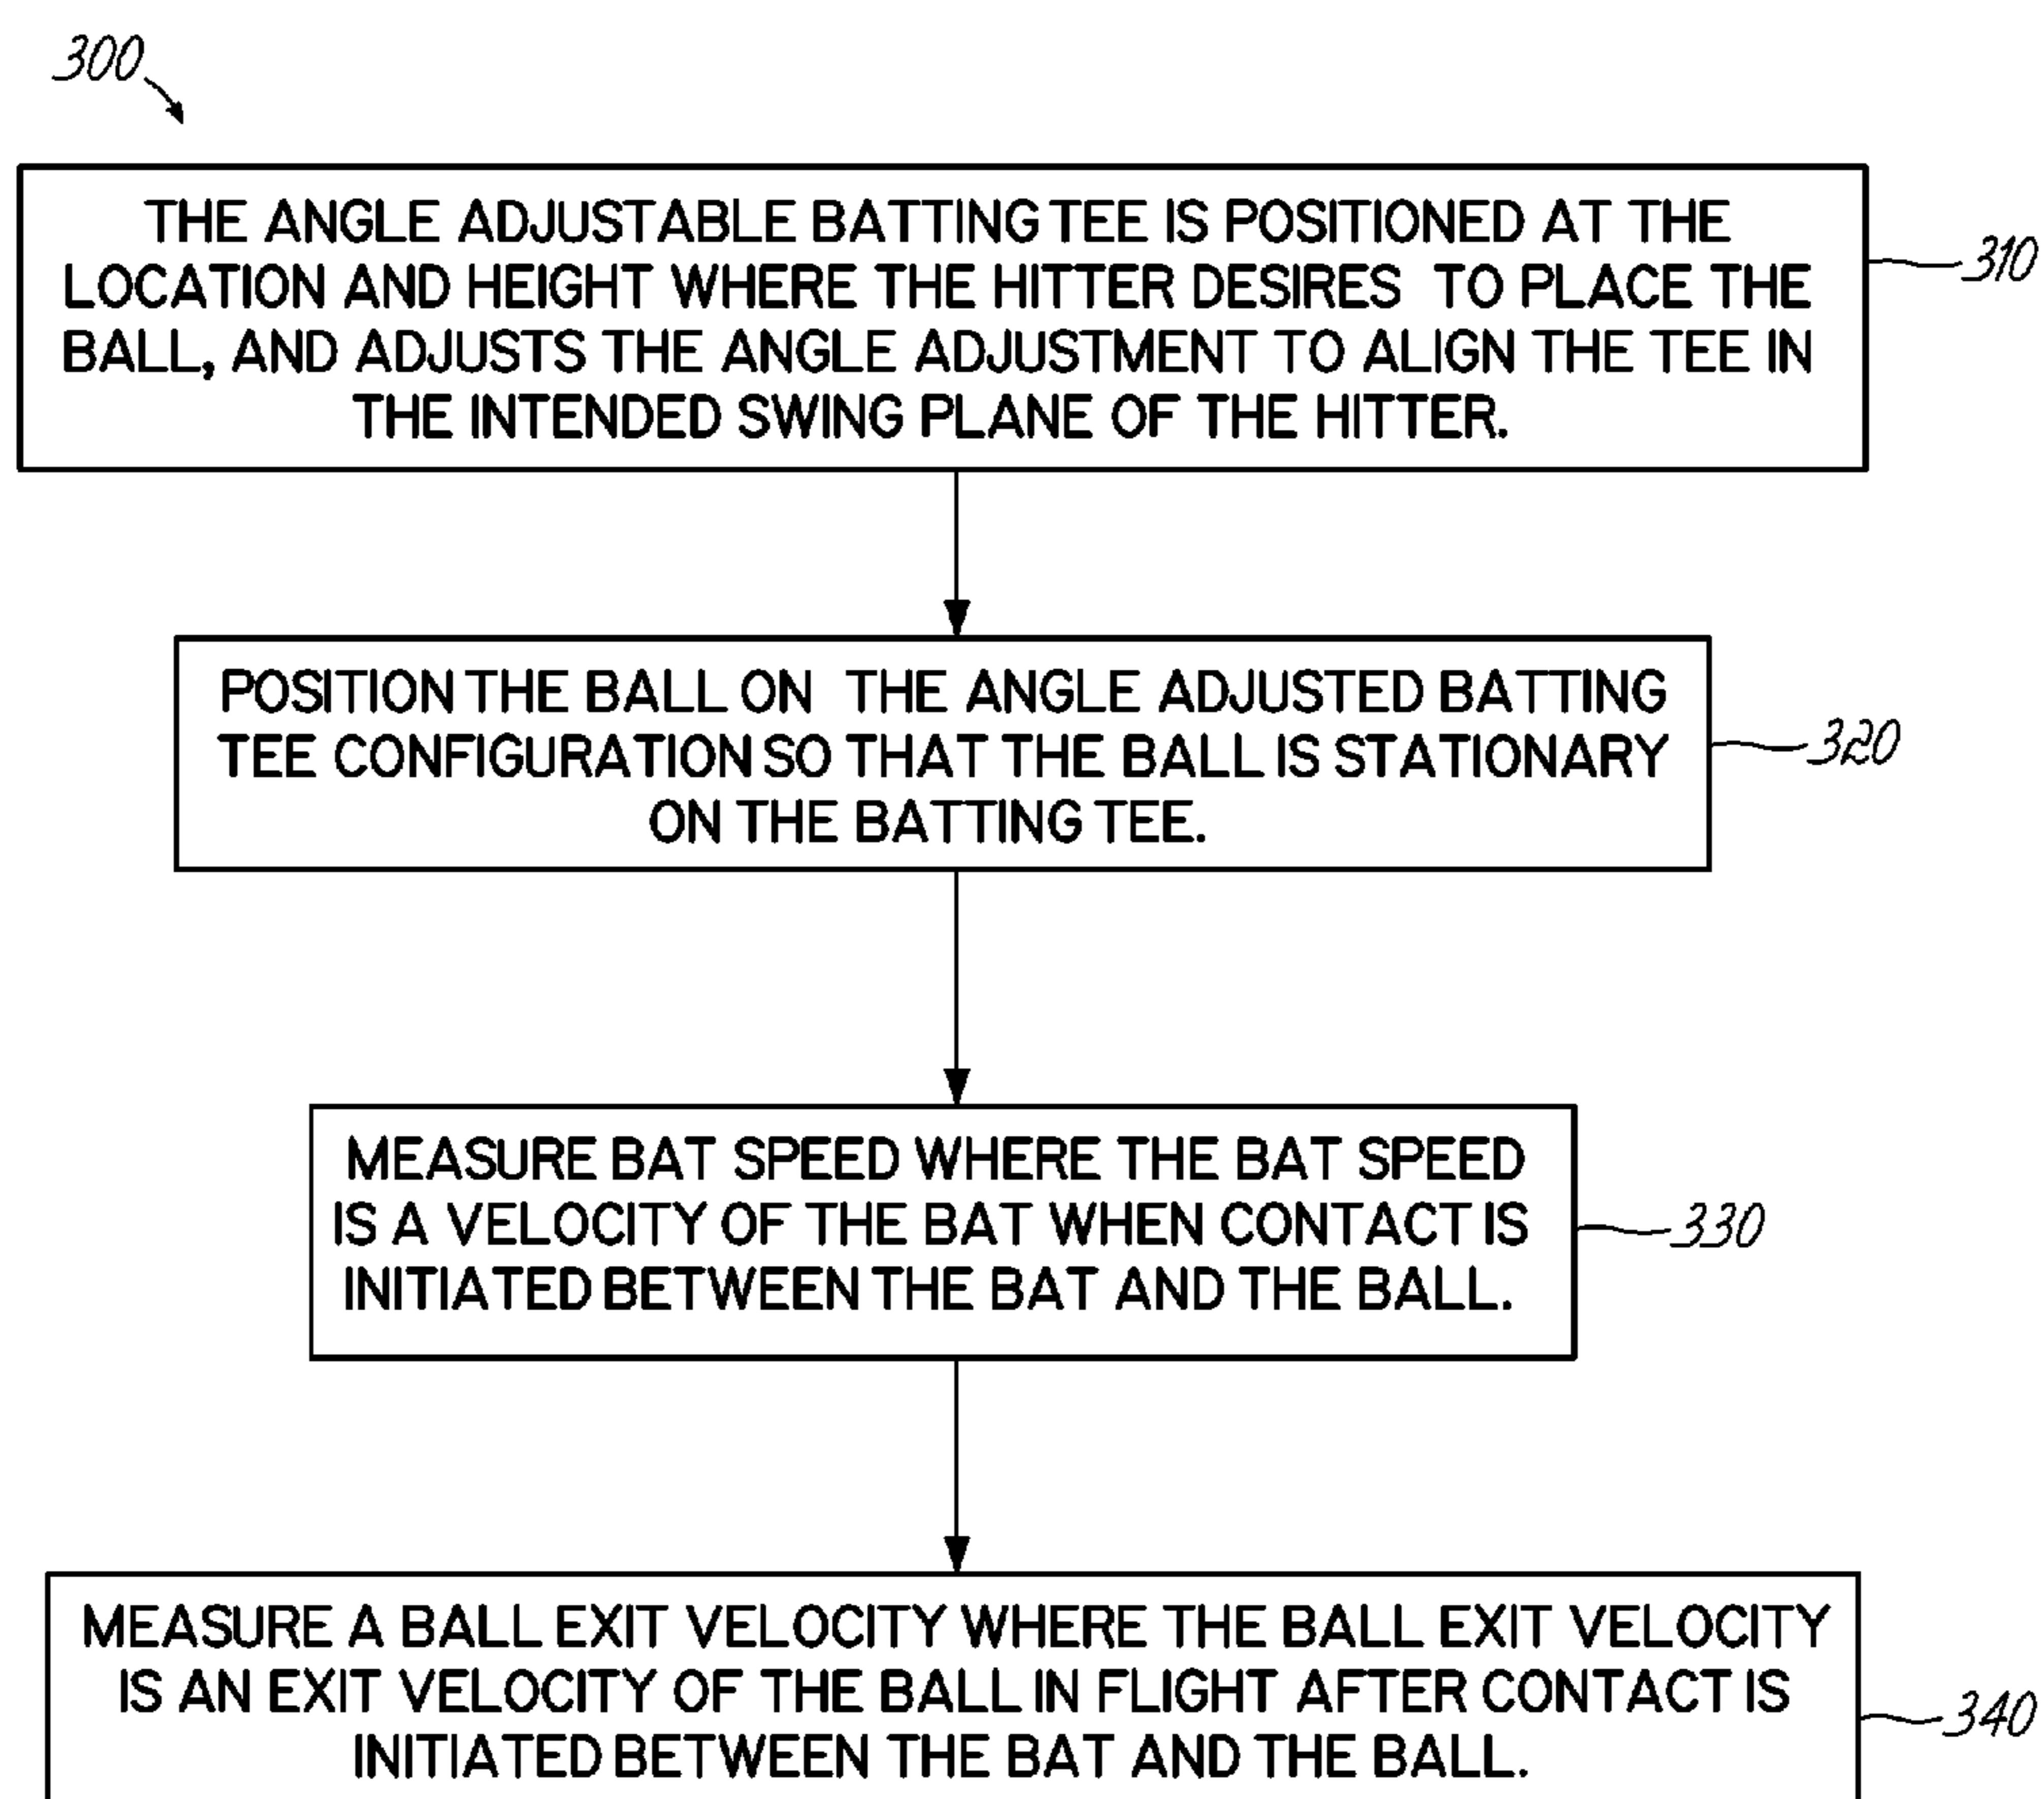 300
THE ANGLE ADJUSTABLE BATTING TEE IS POSITIONED AT THE
LOCATION AND HEIGHT WHERE THE HITTER DESIRES TO PLACE THE
BALL, AND ADJUSTS THE ANGLE ADJUSTMENT TO ALIGN THE TEE IN
THE INTENDED SWING PLANE OF THE HITTER.
310
POSITION THE BALL ON THE ANGLE ADJUSTED BATTING
TEE CONFIGURATION SO THAT THE BALL IS STATIONARY
ON THE BATTING TEE.
320
MEASURE BAT SPEED WHERE THE BAT SPEED
IS A VELOCITY OF THE BAT WHEN CONTACT IS
INITIATED BETWEEN THE BAT AND THE BALL.
330
MEASURE A BALL EXIT VELOCITY WHERE THE BALL EXIT VELOCITY
IS AN EXIT VELOCITY OF THE BALL IN FLIGHT AFTER CONTACT IS
INITIATED BETWEEN THE BAT AND THE BALL.
340